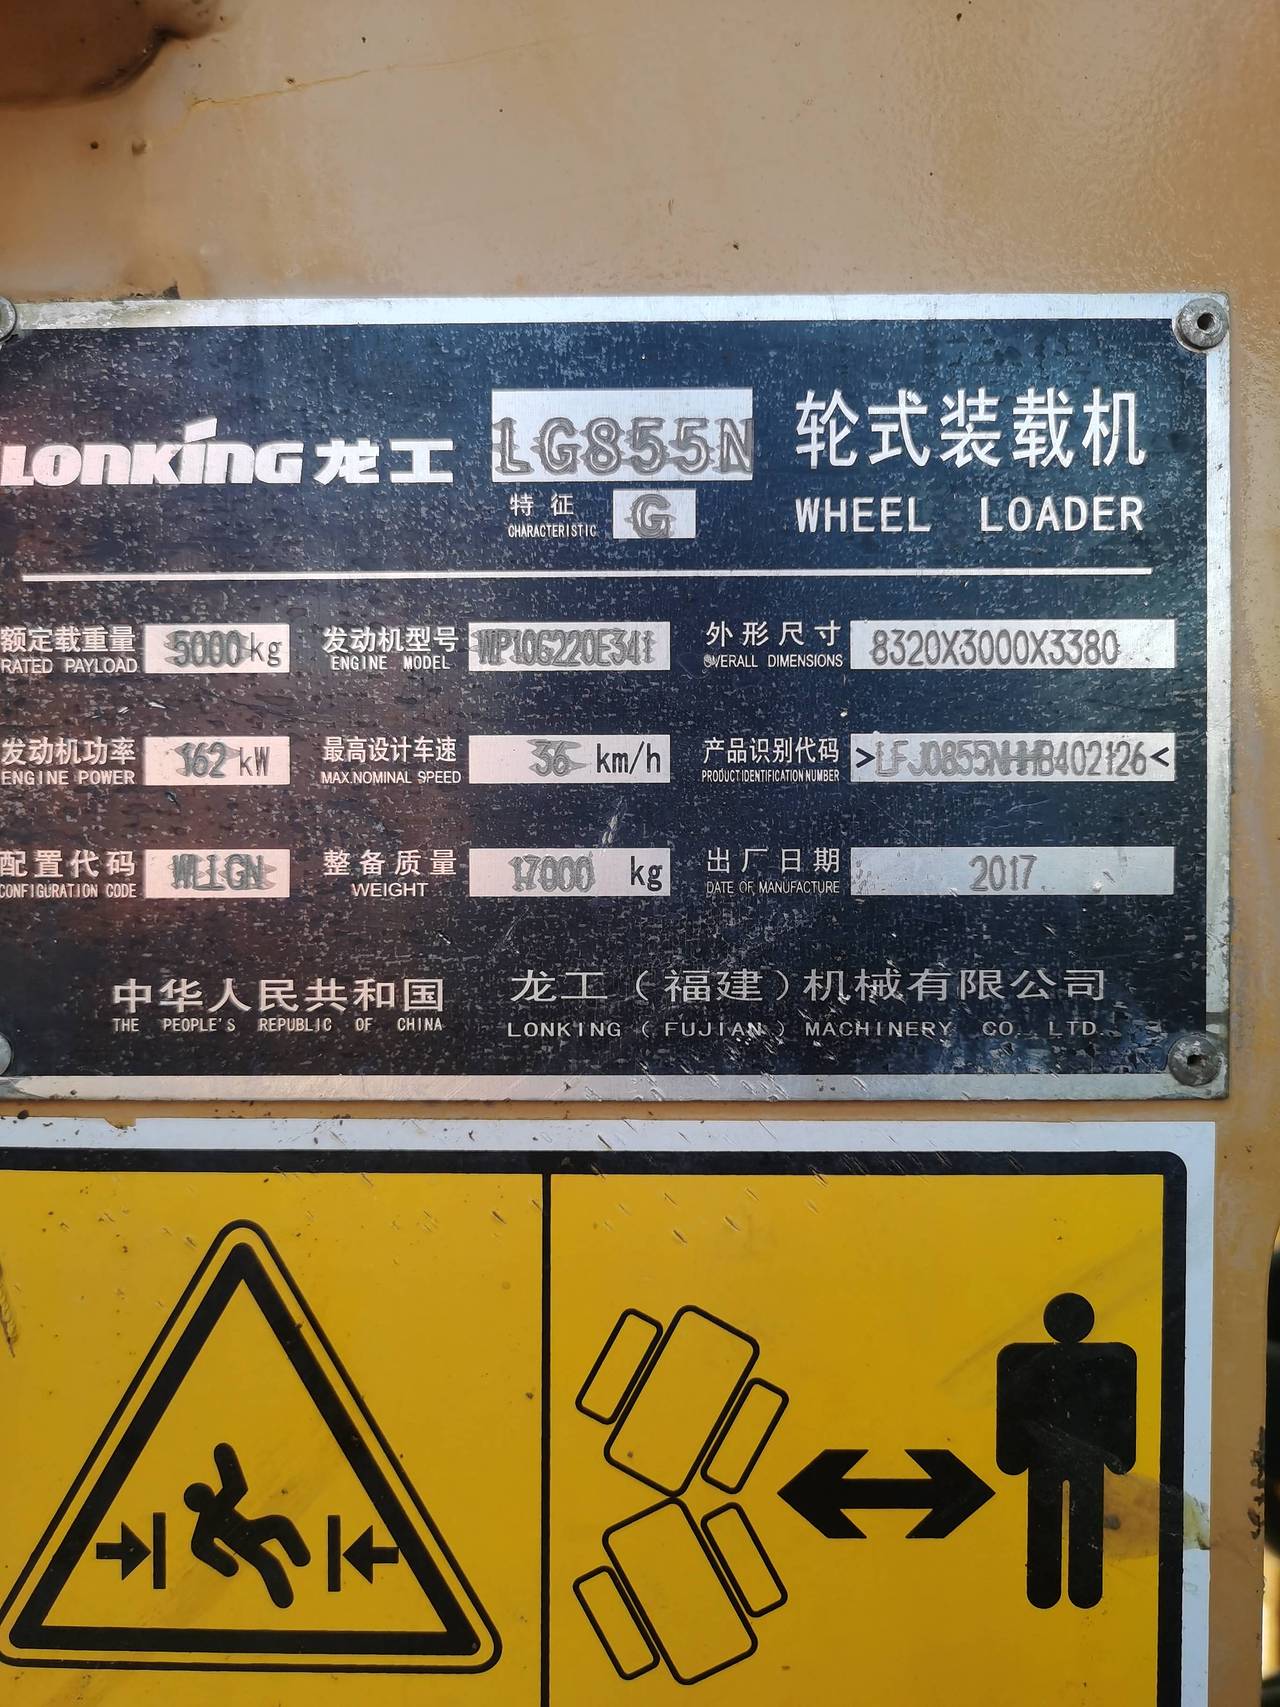 LONKING 龙工 LG855N 轮式装载机
特征 G WHEEL LOADER
CHARACTERISTIC
额定载重量 5000kg 发动机型号 WP10G220E341 外形尺寸 8320X3000X3380
RATED PAYLOAD ENGINE MODEL OVERALL DIMENSIONS
发动机功率 162 kW 最高设计车速 36 km/h 产品识别代码
ENGINE POWER MAX.NOMINAL SPEED PRODUCT IDENTIFICATION NUMBER
配置代码 整备质量 17000 kg 出厂日期 2017
CONFIGURATION CODE WEIGHT DATE OF MANUFACTURE
中华人民共和国 龙工（福建）机械有限公司
THE PEOPLE'S REPUBLIC OF CHINA LONKING (FUJIAN) MACHINERY CO. LTD.